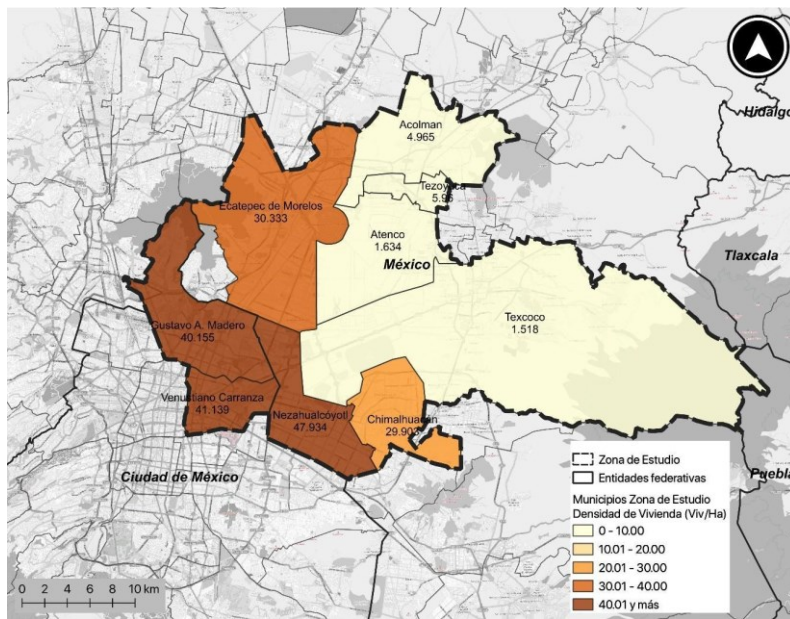 Hidalgo
Acolman
4.965
Tezoyuca
5.95
Ecatepec de Morelos
30.333
Atenco
1.634
México
Tlaxcala
Texcoco
1.518
Gustavo A. Madero
40.155
Venustiano Carranza
41.139
Nezahualcóyotl
47.934
Chimalhuacán
29.903
Ciudad de México
Puebla
Zona de Estudio
Entidades federativas
Municipios Zona de Estudio
Densidad de Vivienda (Viv/Ha)
0 - 10.00
10.01 - 20.00
20.01 - 30.00
30.01 - 40.00
40.01 y más
0 2 4 6 8 10 km